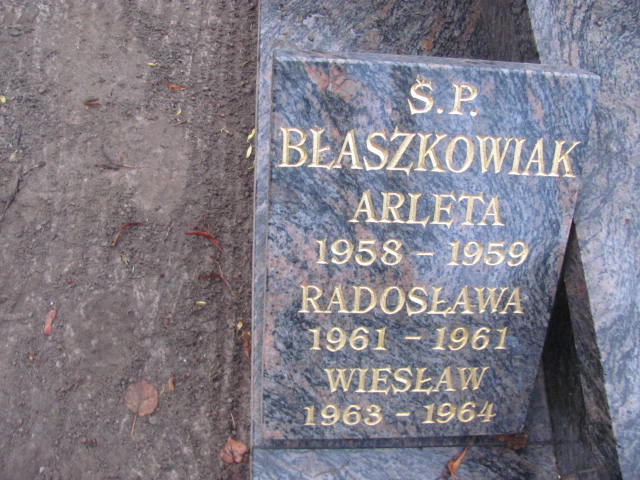 Ś.P.
BŁASZKOWIAK
ARLETA
1958 – 1959
RADOSŁAWA
1961 – 1961
WIESŁAW
1963 – 1964